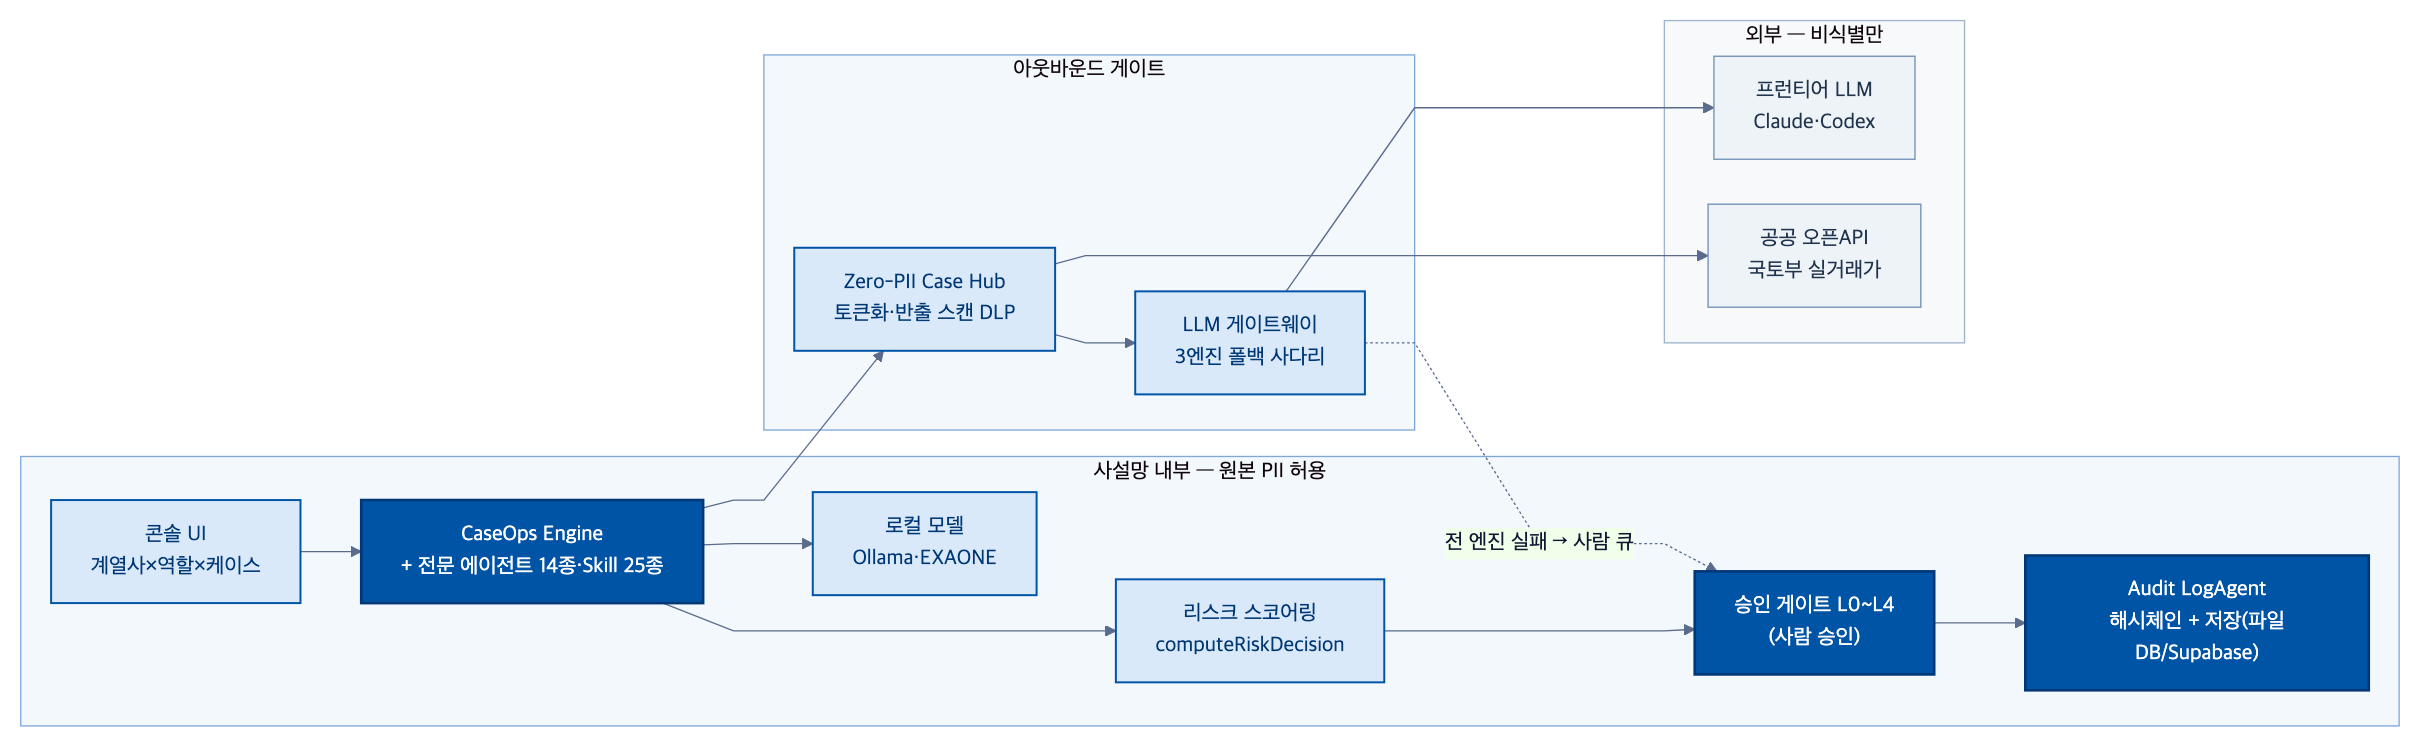 외부 — 비식별만
프런티어 LLM
Claude·Codex
공공 오픈API
국토부 실거래가
아웃바운드 게이트
Zero-PII Case Hub
토큰화·반출 스캔 DLP
LLM 게이트웨이
3엔진 폴백 사다리
사설망 내부 — 원본 PII 허용
콘솔 UI
계열사×역할×케이스
CaseOps Engine
+ 전문 에이전트 14종·Skill 25종
로컬 모델
Ollama·EXAONE
리스크 스코어링
computeRiskDecision
전 엔진 실패 → 사람 큐
승인 게이트 L0~L4
(사람 승인)
Audit LogAgent
해시체인 + 저장(파일
DB/Supabase)